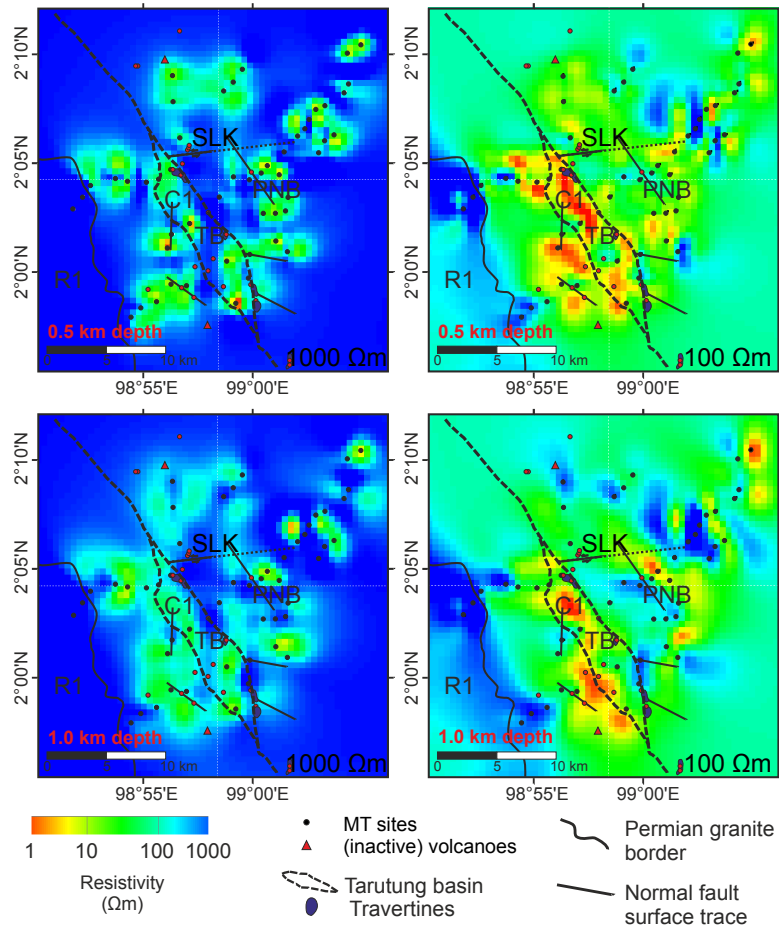 2°10'N
2°05'N
2°00'N
SLK
PNB
C1
TB
R1
0.5 km depth
0 5 10 km
1000 Ωm
98°55'E 99°00'E
SLK
PNB
C1
TB
R1
0.5 km depth
0 5 10 km
100 Ωm
98°55'E 99°00'E
2°10'N
2°05'N
2°00'N
SLK
PNB
C1
TB
R1
1.0 km depth
0 5 10 km
1000 Ωm
98°55'E 99°00'E
SLK
PNB
C1
TB
R1
1.0 km depth
0 5 10 km
100 Ωm
98°55'E 99°00'E
1 10 100 1000
Resistivity
(Ωm)
MT sites
(inactive) volcanoes
Tarutung basin
Travertines
Permian granite
border
Normal fault
surface trace